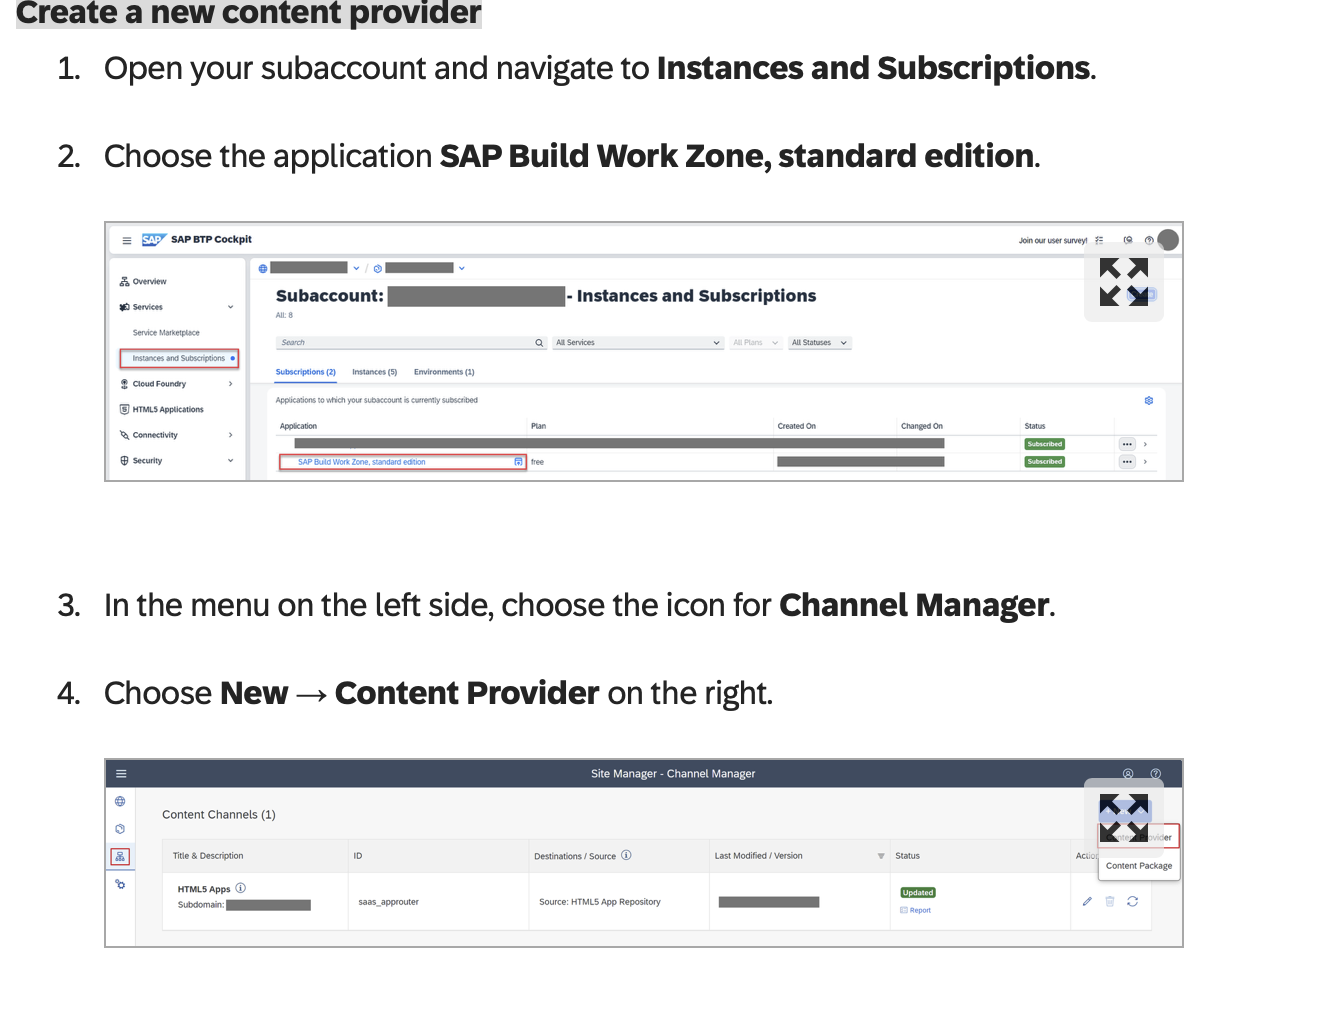 Create a new content provider
1. Open your subaccount and navigate to Instances and Subscriptions.
2. Choose the application SAP Build Work Zone, standard edition.
SAP SAP BTP Cockpit
Join our user survey!
Overview
Services
Subaccount: - Instances and Subscriptions
All: 8
Service Marketplace
Search
All Services
All Plans
All Statuses
Instances and Subscriptions
Subscriptions (2) Instances (5) Environments (1)
Cloud Foundry
Applications to which your subaccount is currently subscribed
HTML5 Applications
Application Plan Created On Changed On Status
Connectivity
Subscribed
Security
SAP Build Work Zone, standard edition free Subscribed
3. In the menu on the left side, choose the icon for Channel Manager.
4. Choose New → Content Provider on the right.
Site Manager - Channel Manager
Content Channels (1)
Content Provider
Title & Description ID Destinations / Source Last Modified / Version Status
Content Package
HTML5 Apps
Subdomain:
saas_approuter
Source: HTML5 App Repository
Updated
Report